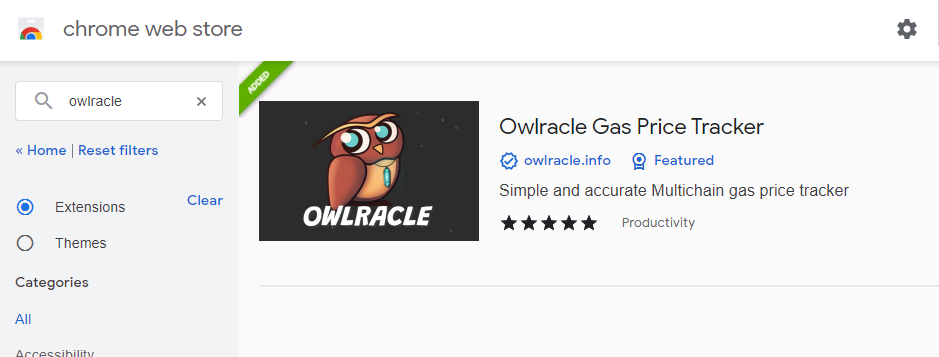 chrome web store
owlracle
« Home | Reset filters
Extensions
Clear
Themes
Categories
All
Accessibility
ADDED
OWLRACLE
Owlracle Gas Price Tracker
owlracle.info Featured
Simple and accurate Multichain gas price tracker
Productivity